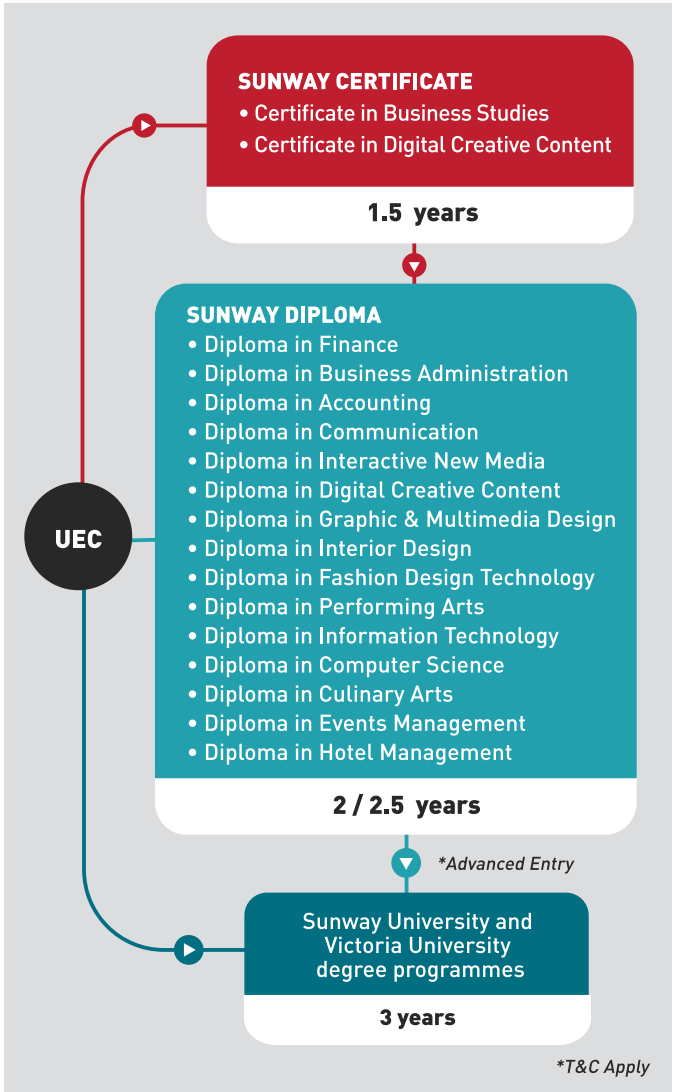 SUNWAY CERTIFICATE
• Certificate in Business Studies
• Certificate in Digital Creative Content
1.5 years
SUNWAY DIPLOMA
• Diploma in Finance
• Diploma in Business Administration
• Diploma in Accounting
• Diploma in Communication
• Diploma in Interactive New Media
• Diploma in Digital Creative Content
• Diploma in Graphic & Multimedia Design
• Diploma in Interior Design
• Diploma in Fashion Design Technology
• Diploma in Performing Arts
• Diploma in Information Technology
• Diploma in Computer Science
• Diploma in Culinary Arts
• Diploma in Events Management
• Diploma in Hotel Management
UEC
2 / 2.5 years
*Advanced Entry
Sunway University and
Victoria University
degree programmes
3 years
*T&C Apply